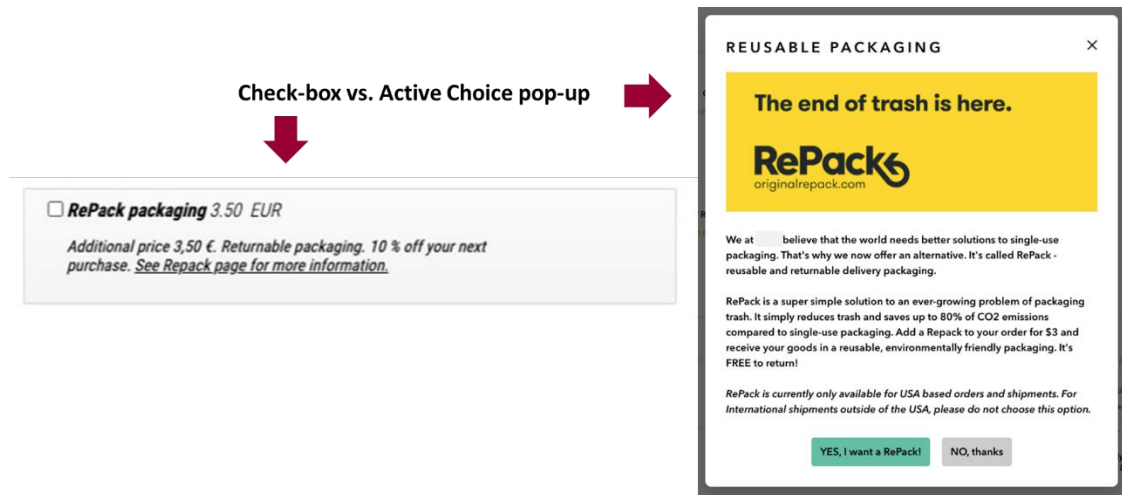 Check-box vs. Active Choice pop-up
RePack packaging 3.50 EUR
Additional price 3,50 €. Returnable packaging. 10 % off your next
purchase. See Repack page for more information.
REUSABLE PACKAGING
The end of trash is here.
RePack
originalrepack.com
We at believe that the world needs better solutions to single-use
packaging. That's why we now offer an alternative. It's called RePack -
reusable and returnable delivery packaging.
RePack is a super simple solution to an ever-growing problem of packaging
trash. It simply reduces trash and saves up to 80% of CO2 emissions
compared to single-use packaging. Add a Repack to your order for $3 and
receive your goods in a reusable, environmentally friendly packaging. It's
FREE to return!
RePack is currently only available for USA based orders and shipments. For
International shipments outside of the USA, please do not choose this option.
YES, I want a RePack!
NO, thanks